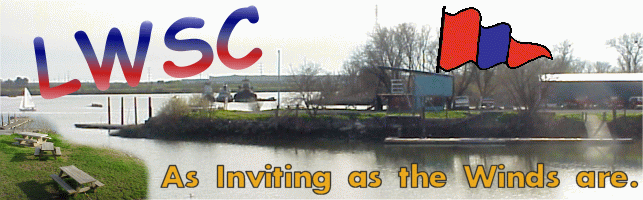 LWSC
As Inviting as the Winds are.